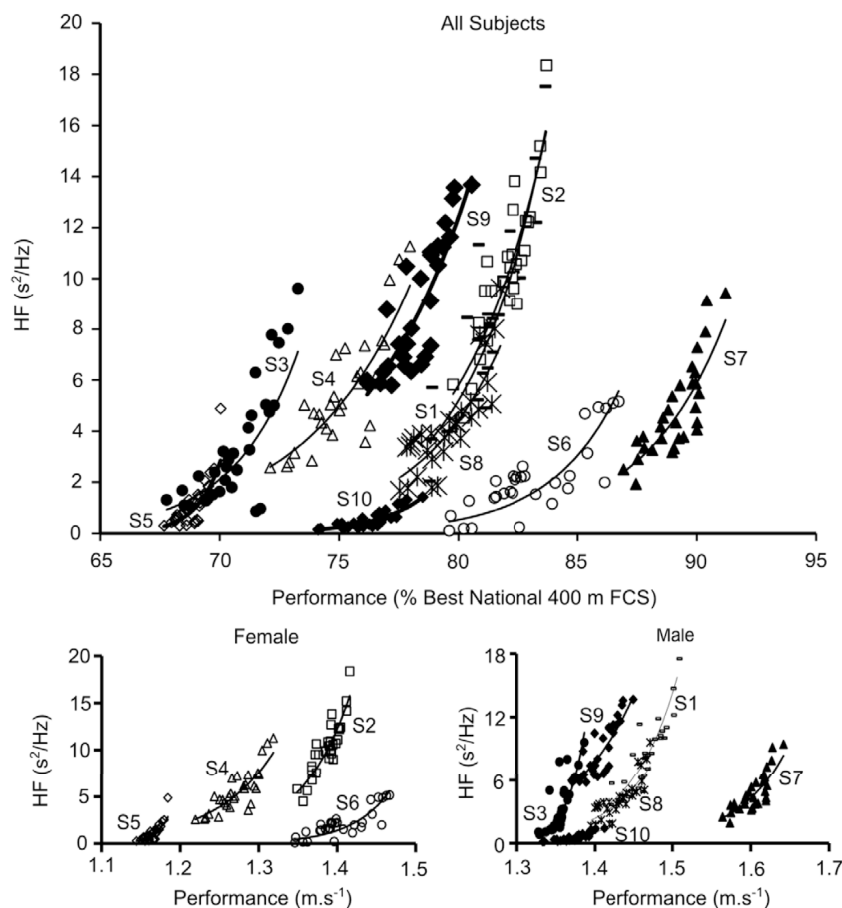 All Subjects
HF (s²/Hz)
20
18
16
14
12
10
8
6
4
2
0
S2
S9
S3
S4
S7
S1
S6
S8
S10
S5
65 70 75 80 85 90 95
Performance (% Best National 400 m FCS)
Female
HF (s²/Hz)
20
15
10
5
0
S2
S4
S6
S5
1.1 1.2 1.3 1.4 1.5
Performance (m.s⁻¹)
Male
HF (s²/Hz)
18
12
6
0
S1
S9
S7
S3
S8
S10
1.3 1.4 1.5 1.6 1.7
Performance (m.s⁻¹)